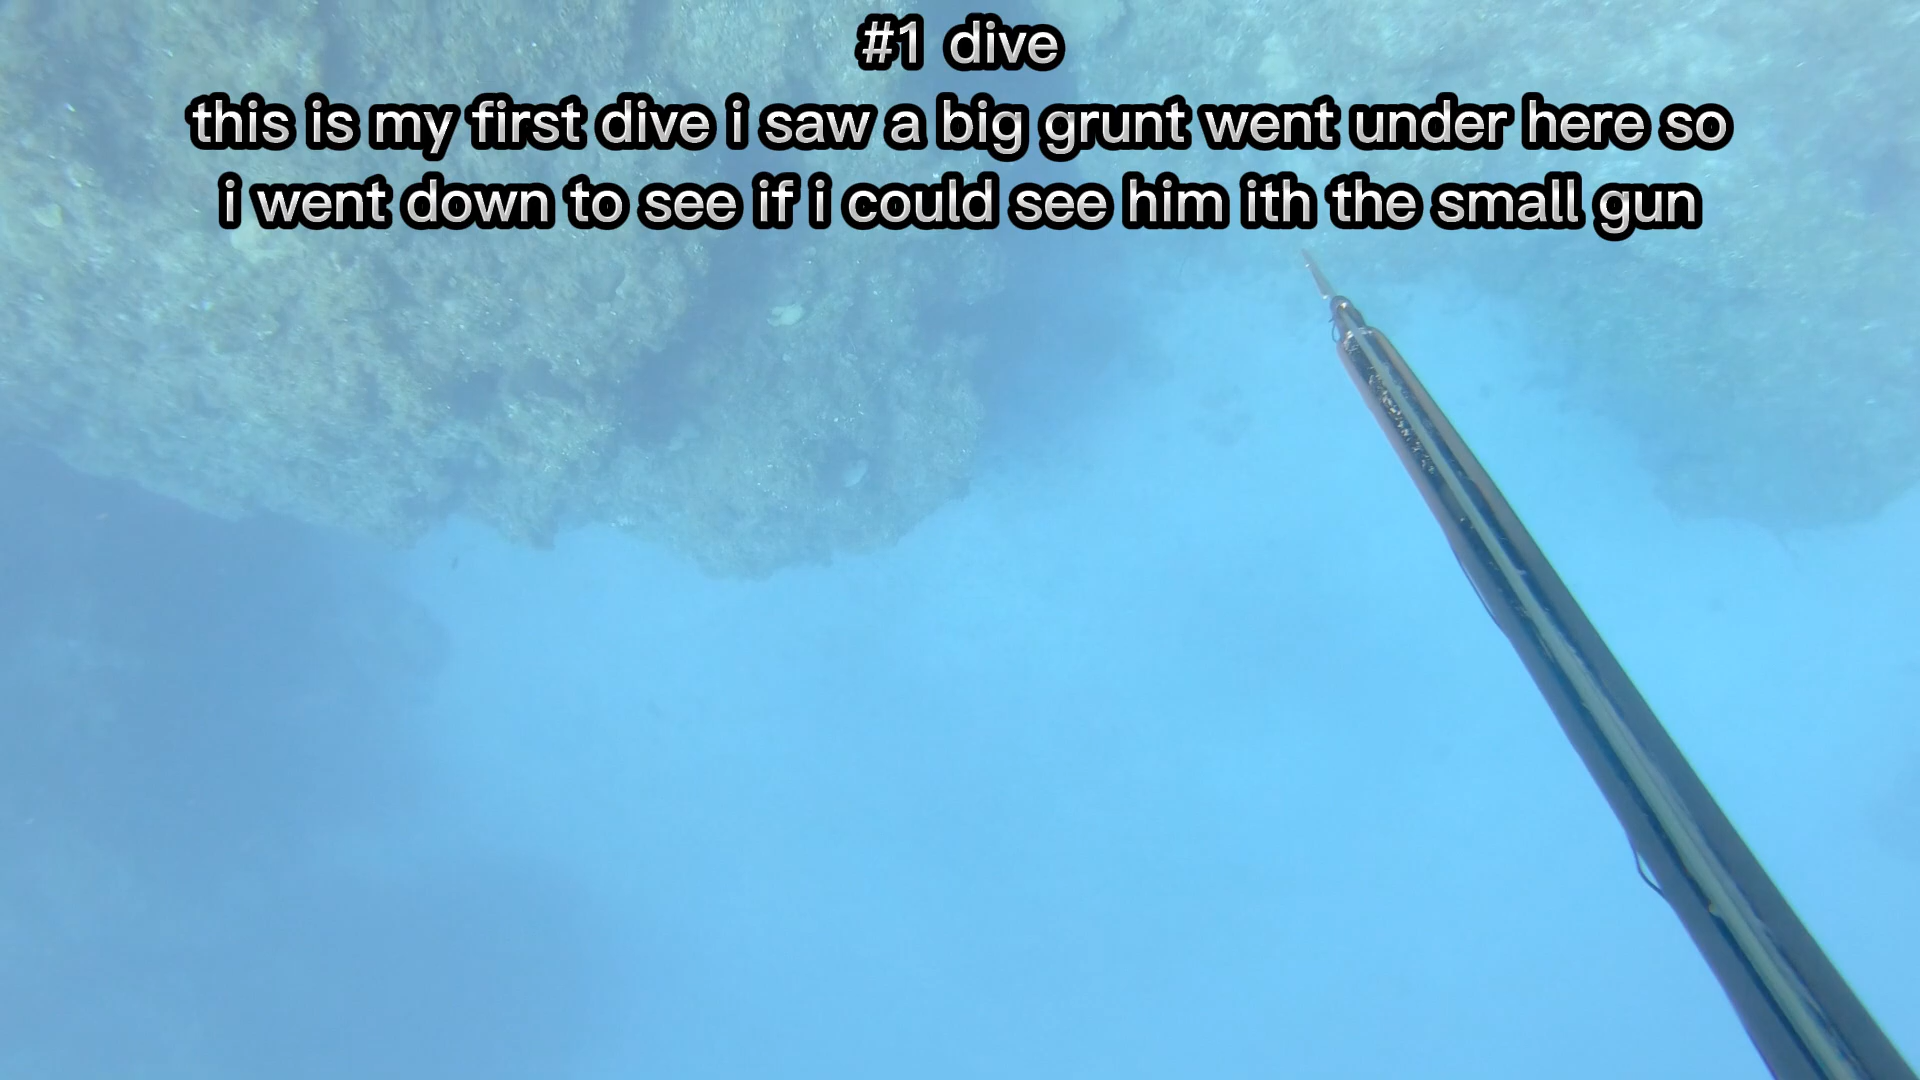 #1 dive
this is my first dive i saw a big grunt went under here so
i went down to see if i could see him ith the small gun